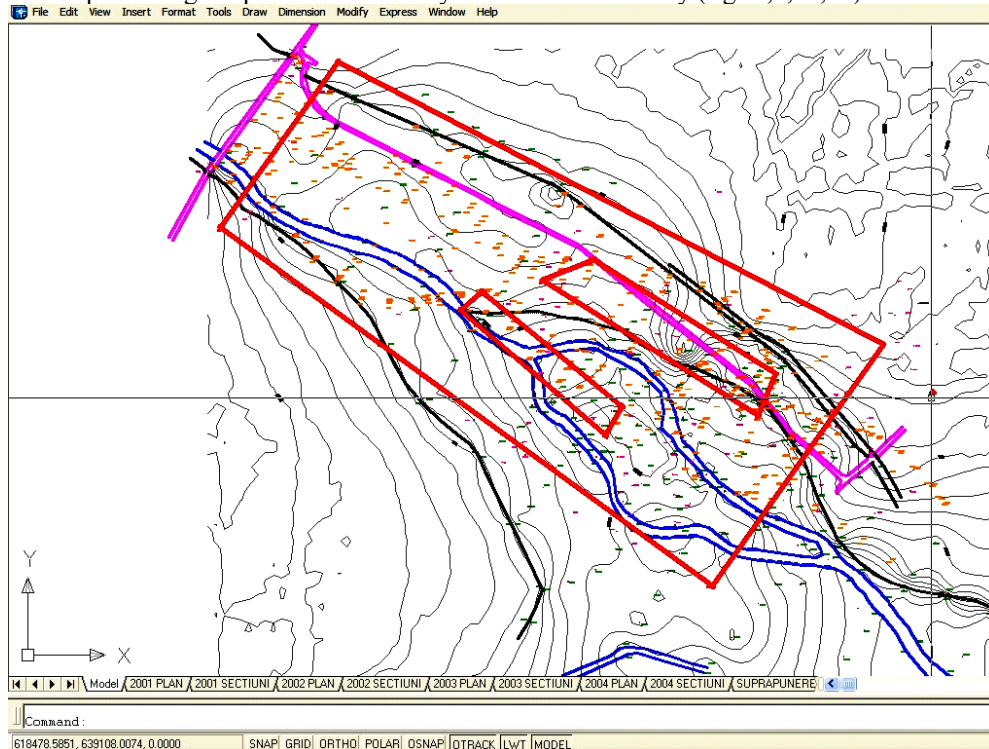 File Edit View Insert Format Tools Draw Dimension Modify Express Window Help
Y
X
Model 2001 PLAN 2001 SECTIUNI 2002 PLAN 2002 SECTIUNI 2003 PLAN 2003 SECTIUNI 2004 PLAN 2004 SECTIUNI SUPRAPUNERE
Command:
618478.5851, 639108.0074, 0.0000 SNAP GRID ORTHO POLAR OSNAP OTRACK LWT MODEL